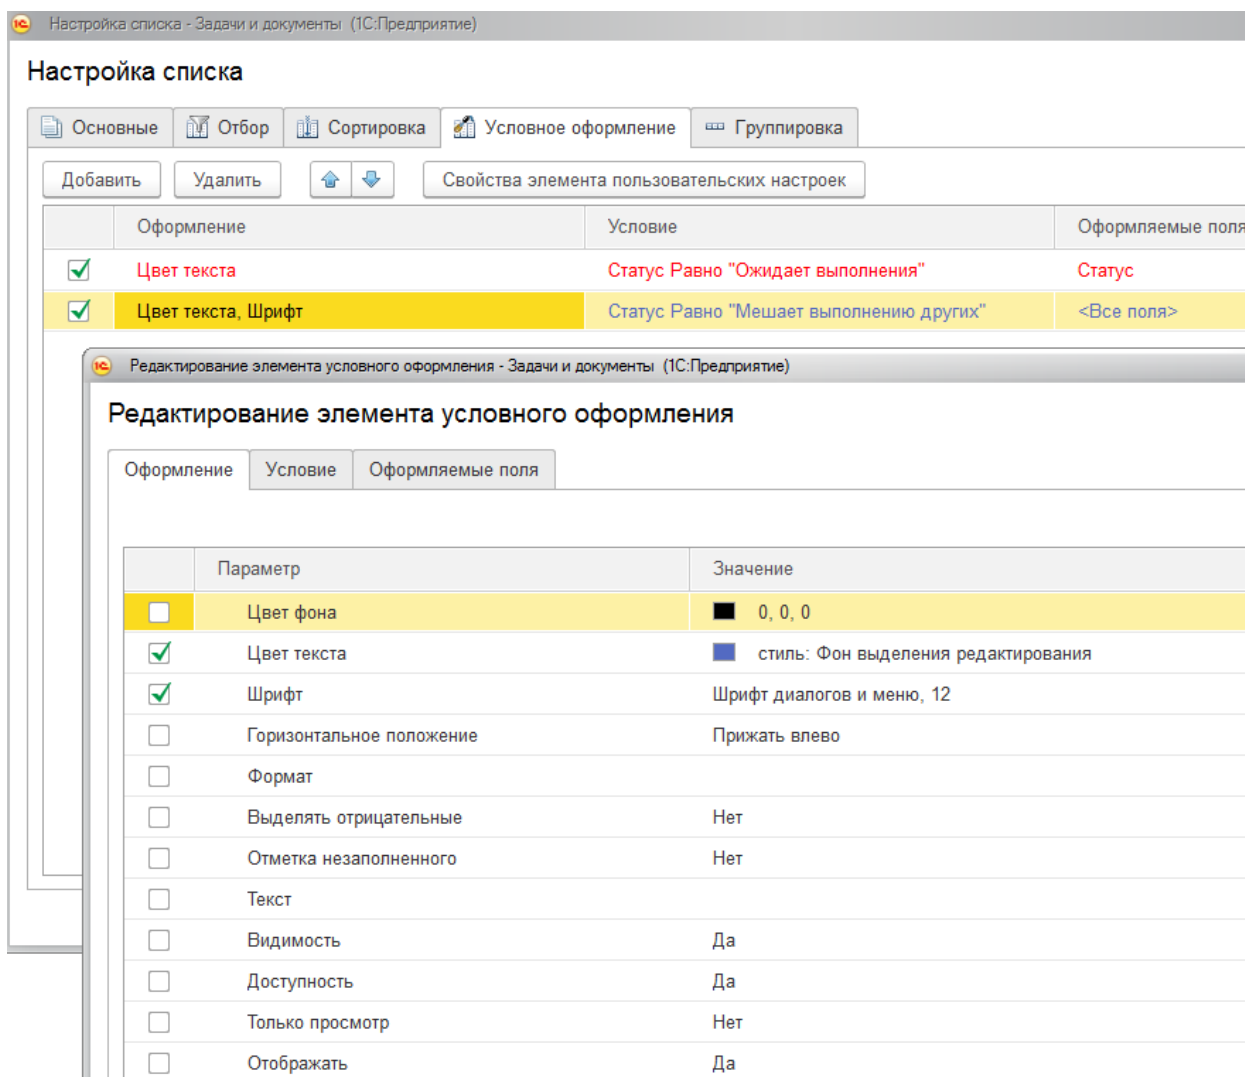 Настройка списка - Задачи и документы (1С:Предприятие)
Настройка списка
Основные Отбор Сортировка Условное оформление Группировка
Добавить Удалить Свойства элемента пользовательских настроек
Оформление Условие Оформляемые поля
Цвет текста Статус Равно "Ожидает выполнения" Статус
Цвет текста, Шрифт Статус Равно "Мешает выполнению других" <Все поля>
Редактирование элемента условного оформления - Задачи и документы (1С:Предприятие)
Редактирование элемента условного оформления
Оформление Условие Оформляемые поля
Параметр Значение
Цвет фона 0, 0, 0
Цвет текста стиль: Фон выделения редактирования
Шрифт Шрифт диалогов и меню, 12
Горизонтальное положение Прижать влево
Формат
Выделять отрицательные Нет
Отметка незаполненного Нет
Текст
Видимость Да
Доступность Да
Только просмотр Нет
Отображать Да